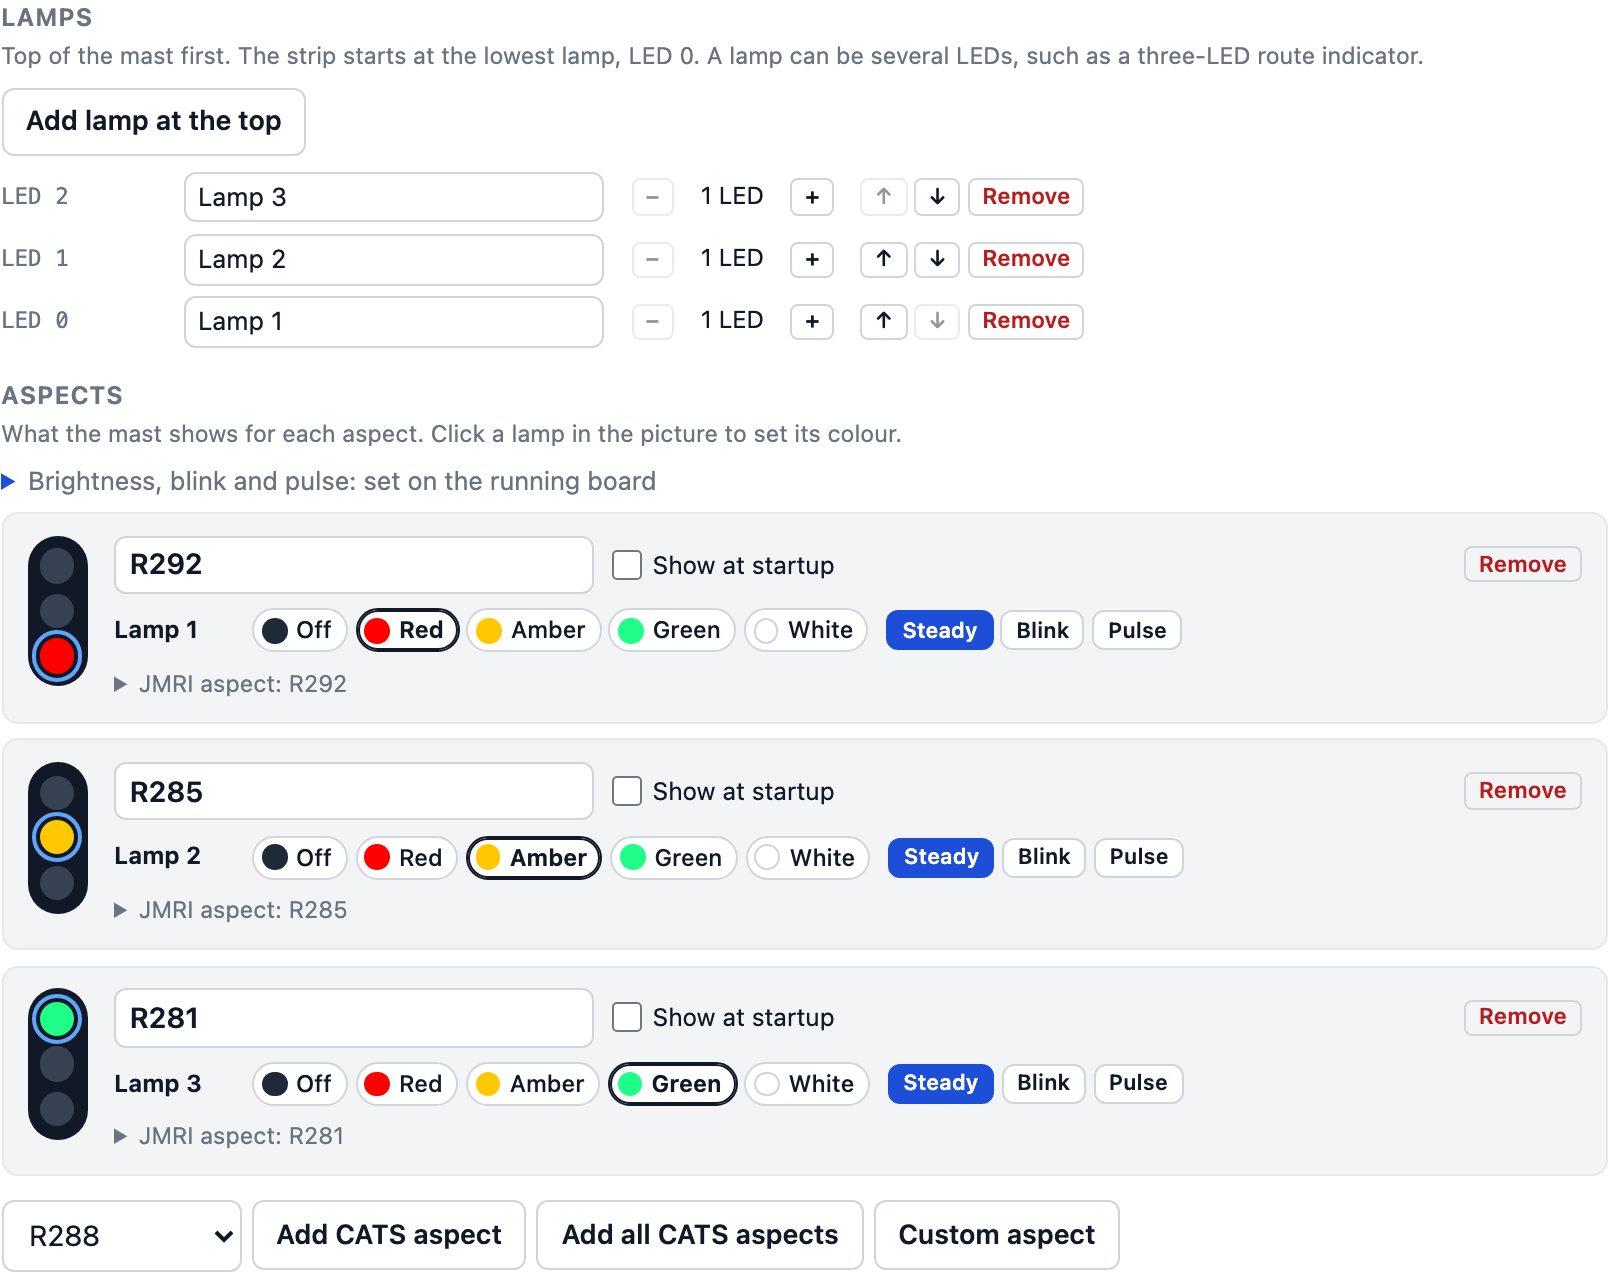 LAMPS
Top of the mast first. The strip starts at the lowest lamp, LED 0. A lamp can be several LEDs, such as a three-LED route indicator.
Add lamp at the top
LED 2 Lamp 3 − 1 LED + ↑ ↓ Remove
LED 1 Lamp 2 − 1 LED + ↑ ↓ Remove
LED 0 Lamp 1 − 1 LED + ↑ ↓ Remove
ASPECTS
What the mast shows for each aspect. Click a lamp in the picture to set its colour.
Brightness, blink and pulse: set on the running board
R292 Show at startup Remove
Lamp 1 Off Red Amber Green White Steady Blink Pulse
JMRI aspect: R292
R285 Show at startup Remove
Lamp 2 Off Red Amber Green White Steady Blink Pulse
JMRI aspect: R285
R281 Show at startup Remove
Lamp 3 Off Red Amber Green White Steady Blink Pulse
JMRI aspect: R281
R288 Add CATS aspect Add all CATS aspects Custom aspect